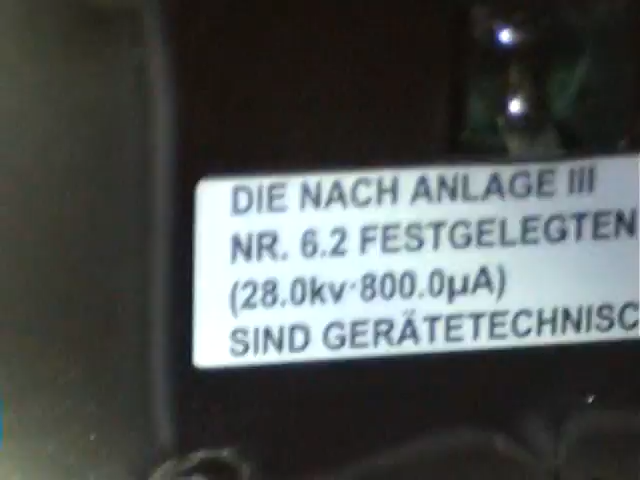 DIE NACH ANLAGE III
NR. 6.2 FESTGELEGTEN
(28.0kv·800.0µA)
SIND GERÄTETECHNISC